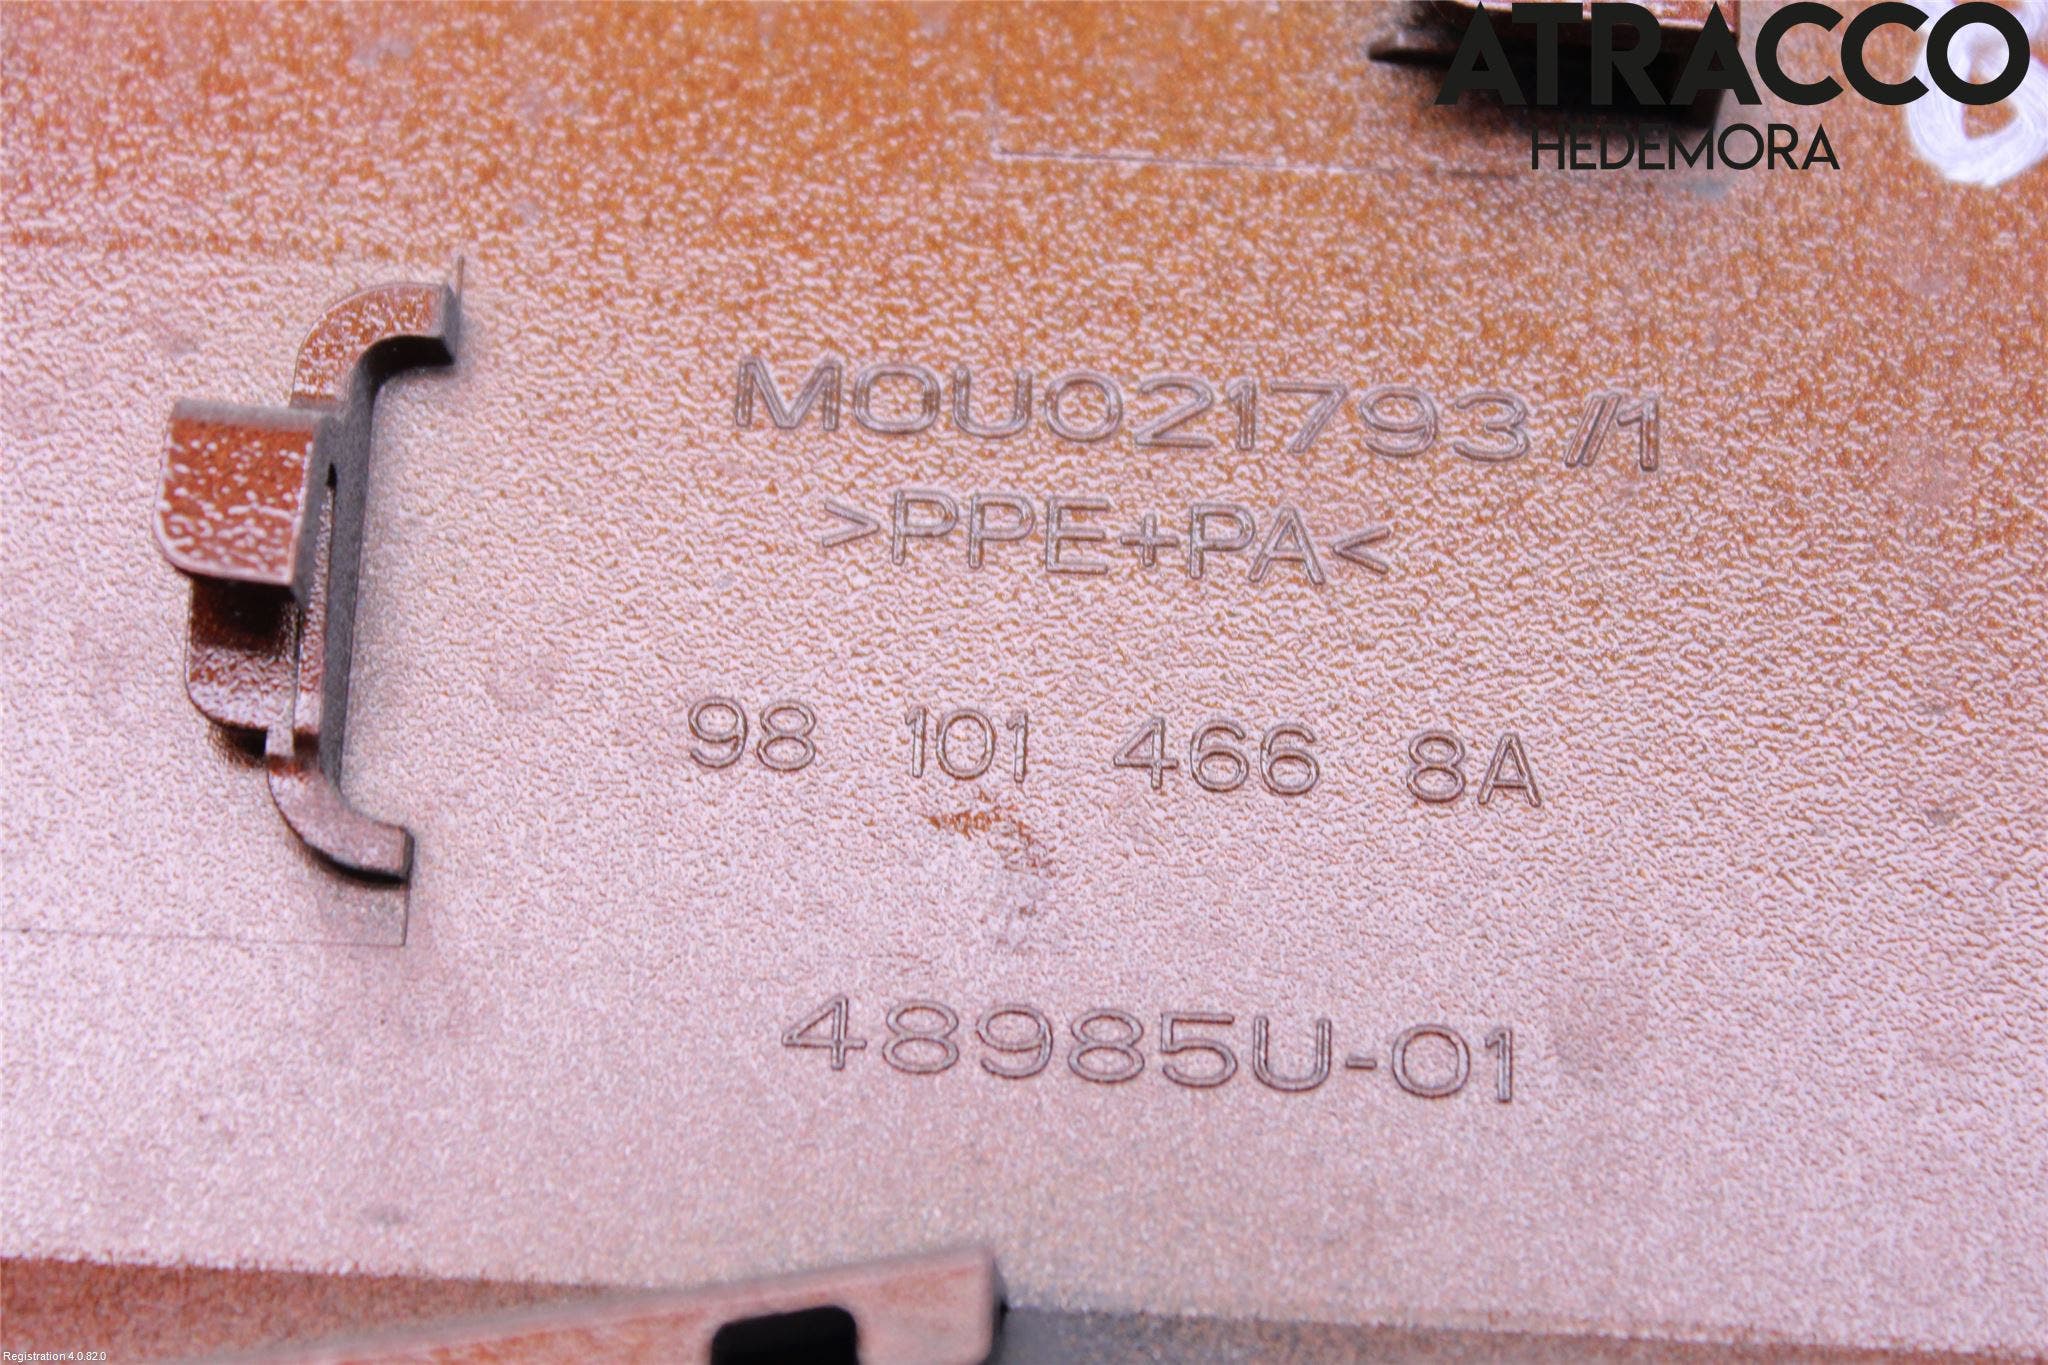 ATRACCO
HEDEMORA
MOU021793 //1
>PPE+PA<
98 101 466 8A
48985U-01
Registration 4.0.82.0